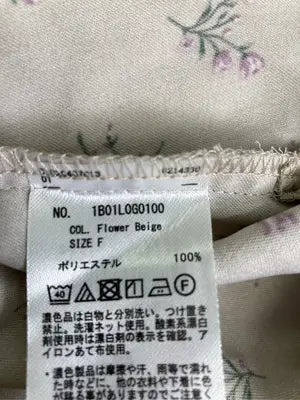 NO. 1B01L0G0100
COL. Flower Beige
SIZE F
ポリエステル 100%
40
濃色品は白物と分別洗い。つけ置き
禁止。洗濯ネット使用。酸素系漂白
剤使用時は漂白剤の表示を確認。ア
イロンあて布使用。
濃色品は摩擦や汗、雨等で濡れ
た時などに、他の衣料や下着に色